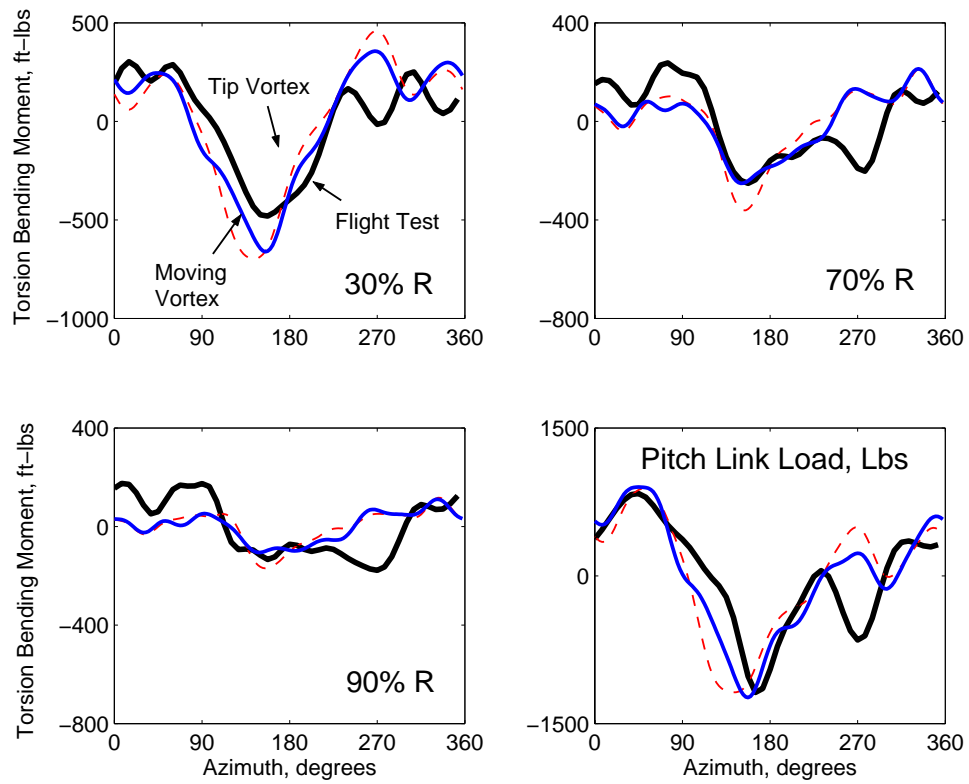 Torsion Bending Moment, ft−lbs
500
0
−500
−1000
0
90
180
270
360
Tip Vortex
Flight Test
Moving
Vortex
30% R
400
0
−400
−800
0
90
180
270
360
70% R
Torsion Bending Moment, ft−lbs
400
0
−400
−800
0
90
180
270
360
90% R
Azimuth, degrees
1500
0
−1500
0
90
180
270
360
Pitch Link Load, Lbs
Azimuth, degrees